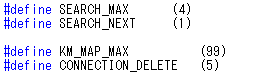 #define SEARCH_MAX (4)
#define SEARCH_NEXT (1)
#define KM_MAP_MAX (99)
#define CONNECTION_DELETE (5)